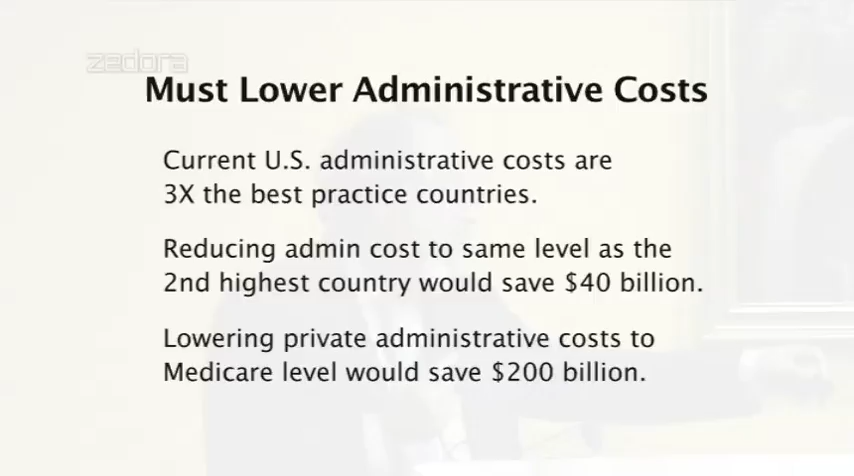 zedora
Must Lower Administrative Costs
Current U.S. administrative costs are
3X the best practice countries.
Reducing admin cost to same level as the
2nd highest country would save $40 billion.
Lowering private administrative costs to
Medicare level would save $200 billion.